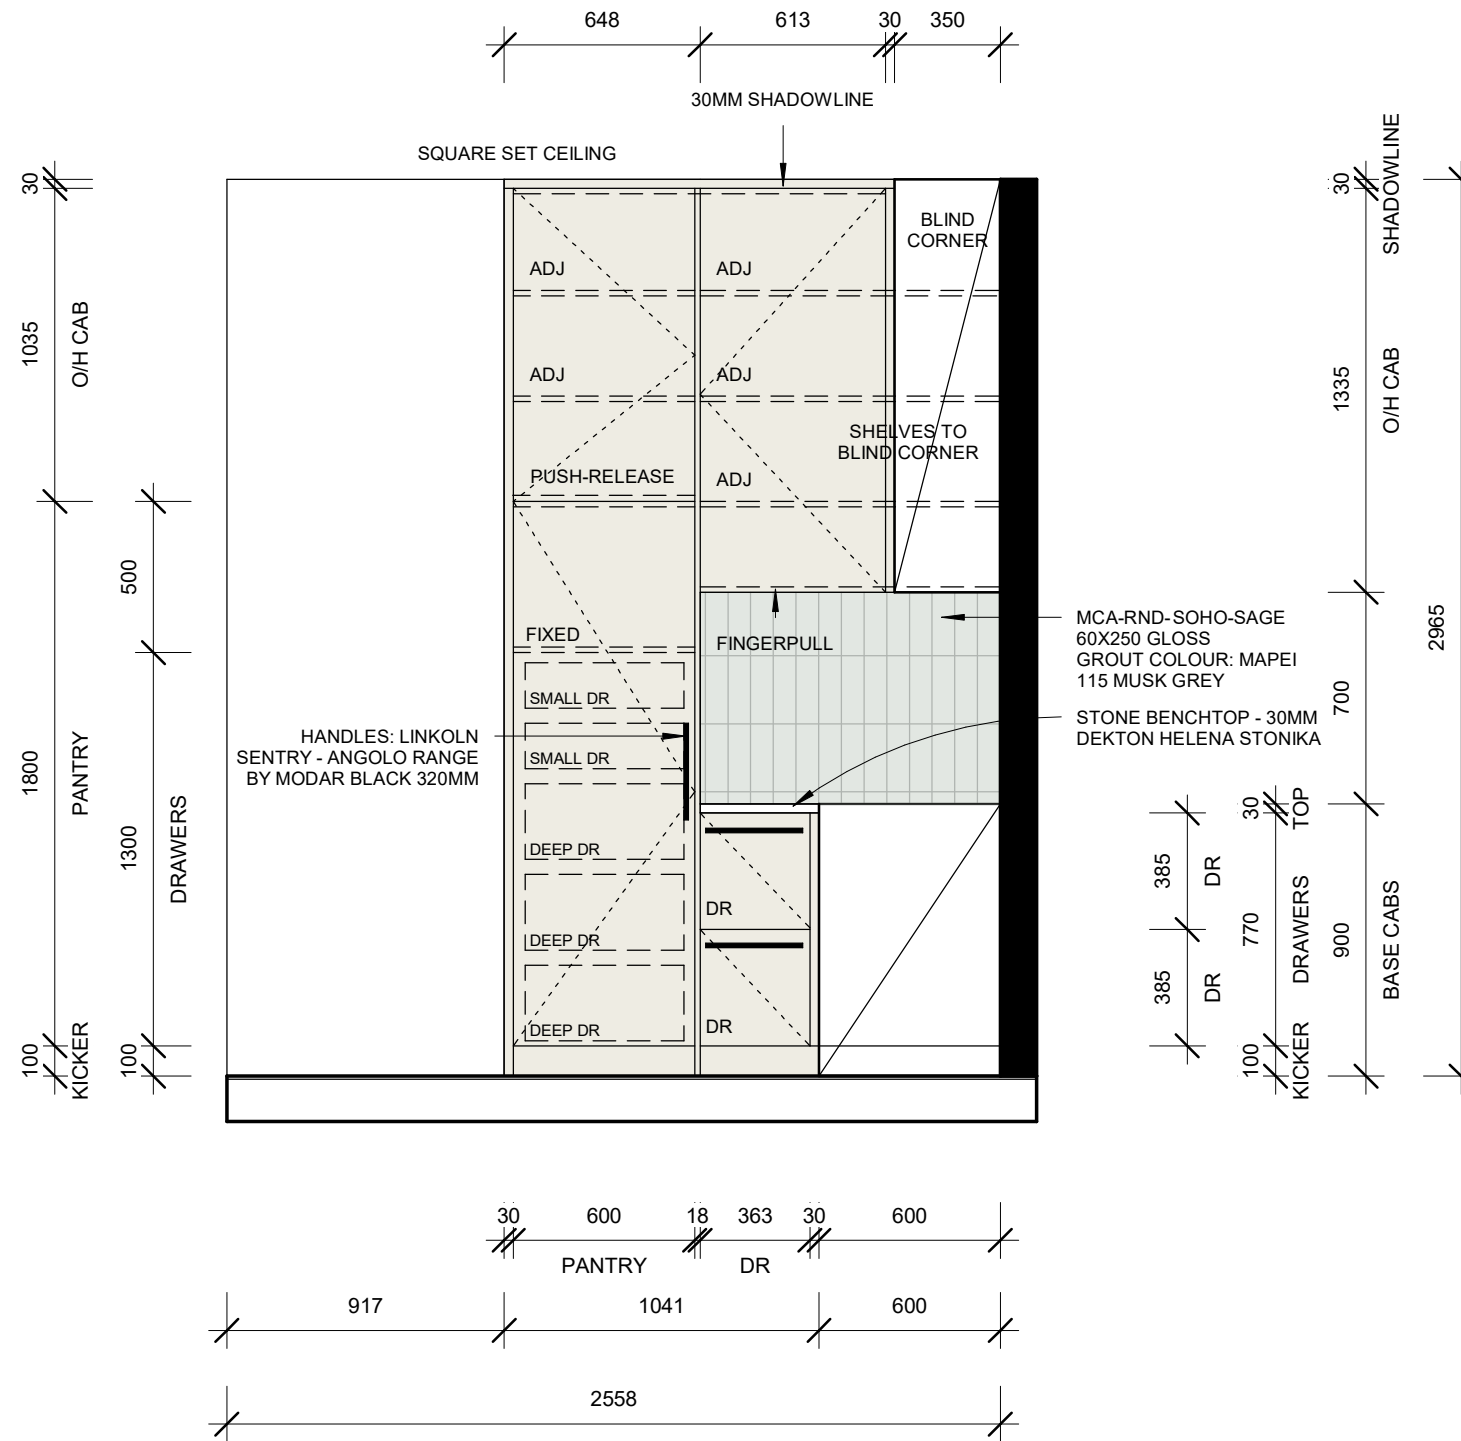 648
613
30
350
30MM SHADOWLINE
SQUARE SET CEILING
30
1035
O/H CAB
500
1800
PANTRY
1300
DRAWERS
100
KICKER
100
BLIND
CORNER
ADJ
ADJ
ADJ
ADJ
SHELVES TO
BLIND CORNER
PUSH-RELEASE
ADJ
FIXED
FINGERPULL
SMALL DR
SMALL DR
DEEP DR
DEEP DR
DEEP DR
DR
DR
HANDLES: LINKOLN
SENTRY - ANGOLO RANGE
BY MODAR BLACK 320MM
MCA-RND-SOHO-SAGE
60X250 GLOSS
GROUT COLOUR: MAPEI
115 MUSK GREY
STONE BENCHTOP - 30MM
DEKTON HELENA STONIKA
30
SHADOWLINE
1335
O/H CAB
2965
700
30
TOP
385
DR
385
DR
770
DRAWERS
900
BASE CABS
100
KICKER
30
600
18
363
30
600
PANTRY
DR
917
1041
600
2558